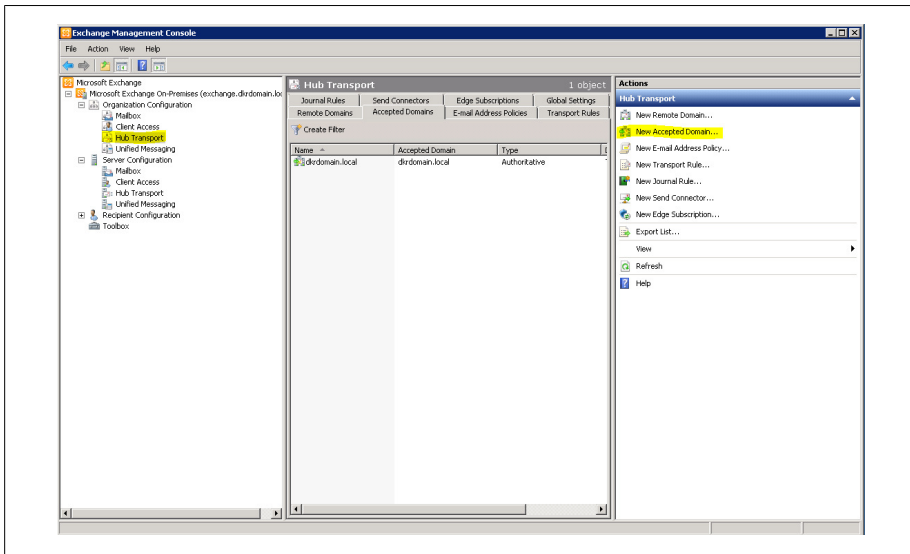 Exchange Management Console
File Action View Help
Microsoft Exchange
Microsoft Exchange On-Premises (exchange.dkrdomain.lo
Organization Configuration
Mailbox
Client Access
Hub Transport
Unified Messaging
Server Configuration
Mailbox
Client Access
Hub Transport
Unified Messaging
Recipient Configuration
Toolbox
Hub Transport 1 object
Journal Rules Send Connectors Edge Subscriptions Global Settings
Remote Domains Accepted Domains E-mail Address Policies Transport Rules
Create Filter
Name Accepted Domain Type
dkrdomain.local dkrdomain.local Authoritative
Actions
Hub Transport
New Remote Domain...
New Accepted Domain...
New E-mail Address Policy...
New Transport Rule...
New Journal Rule...
New Send Connector...
New Edge Subscription...
Export List...
View
Refresh
Help